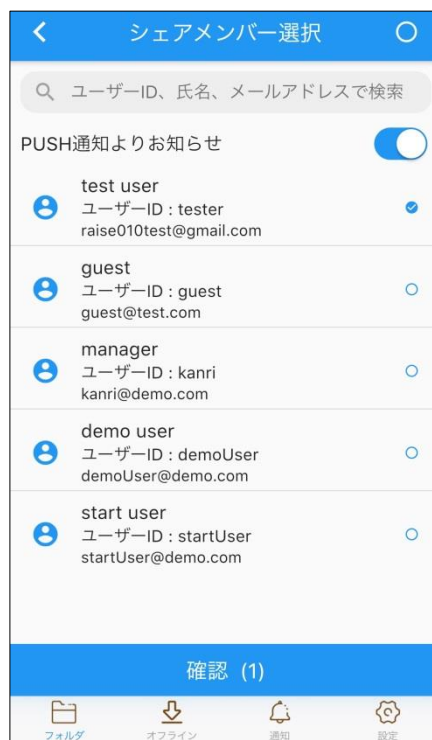 シェアメンバー選択
ユーザーID、氏名、メールアドレスで検索
PUSH通知よりお知らせ
test user
ユーザーID : tester
raise010test@gmail.com
guest
ユーザーID : guest
guest@test.com
manager
ユーザーID : kanri
kanri@demo.com
demo user
ユーザーID : demoUser
demoUser@demo.com
start user
ユーザーID : startUser
startUser@demo.com
確認 (1)
フォルダ オフライン 通知 設定